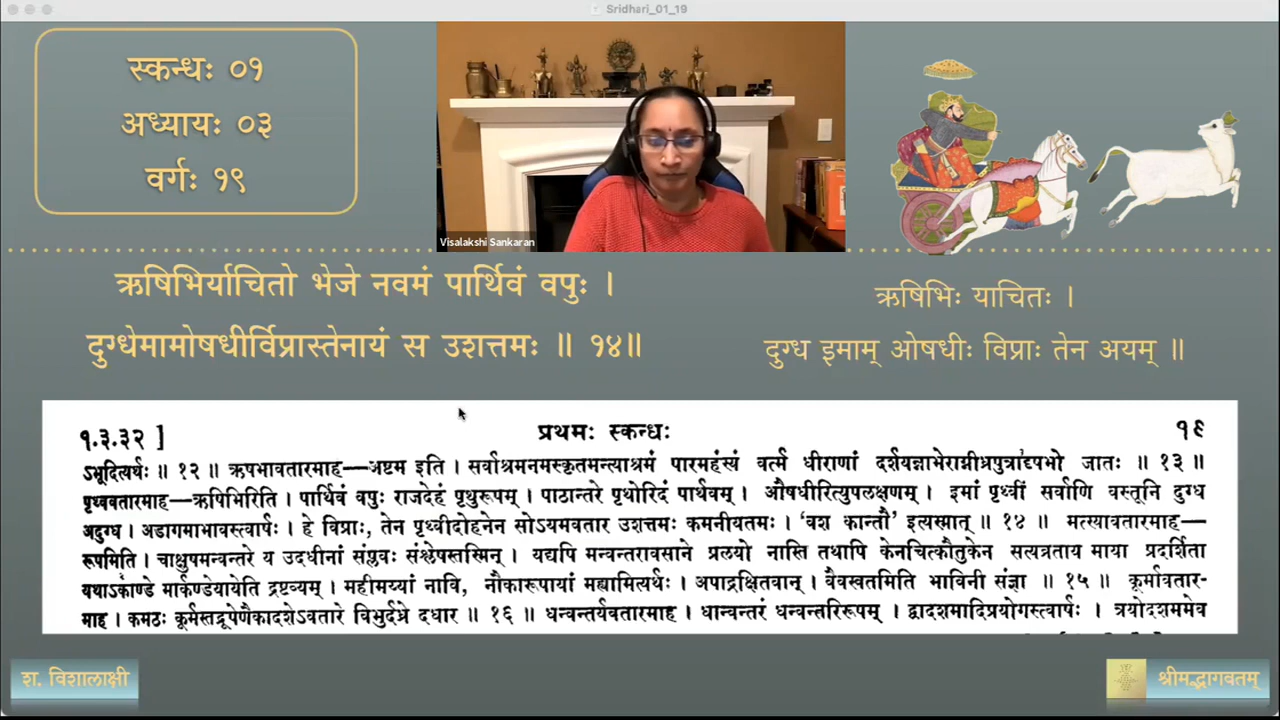 Sridhari_01_19
स्कन्धः ०१
अध्यायः ०३
वर्गः १९
Visalakshi Sankaran
ऋषिभिर्याचितो भेजे नवमं पार्थिवं वपुः ।
दुग्धेमामोषधीर्विप्रास्तेनायं स उशत्तमः ॥ १४॥
ऋषिभिः याचितः ।
दुग्ध इमाम् ओषधीः विप्राः तेन अयम् ॥
१.३.३२ ] प्रथमः स्कन्धः १९
ऽभूदित्यर्थः ॥ १२ ॥ ऋषभावतारमाह—अष्टम इति । सर्वाश्रमनमस्कृतमन्त्याश्रमं पारमहंस्यं वर्त्म धीराणां दर्शयन्नाभेराग्नीध्रपुत्रादृषभो जातः ॥ १३ ॥
पृथ्ववतारमाह—ऋषिभिरिति । पार्थिवं वपुः राजदेहं पृथुरूपम् । पाठान्तरे पृथोरिदं पार्थवम् । औषधीरित्युपलक्षणम् । इमां पृथ्वीं सर्वाणि वस्तूनि दुग्ध
अदुग्ध । अडागमाभावस्त्वार्षः । हे विप्राः, तेन पृथ्वीदोहनेन सोऽयमवतार उशत्तमः कमनीयतमः । 'वश कान्तौ' इत्यस्मात् ॥ १४ ॥ मत्स्यावतारमाह—
रूपमिति । चाक्षुषमन्वन्तरे य उदधीनां संप्लवः संश्लेषस्तस्मिन् । यद्यपि मन्वन्तरावसाने प्रलयो नास्ति तथापि केनचित्कौतुकेन सत्यव्रताय माया प्रदर्शिता
यथाऽकाण्डे मार्कण्डेयायेति द्रष्टव्यम् । महीमय्यां नावि, नौकारूपायां मह्यामित्यर्थः । अपाद्रक्षितवान् । वैवस्वतमिति भाविनी संज्ञा ॥ १५ ॥ कूर्मावतार-
माह । कमठः कूर्मस्तद्रूपेणैकादशेऽवतारे विभुर्दध्रे दधार ॥ १६ ॥ धन्वन्तर्यवतारमाह । धान्वन्तरं धन्वन्तरिरूपम् । द्वादशमादिप्रयोगस्त्वार्षः । त्रयोदशममेव
श. विशालाक्षी
श्रीमद्भागवतम्